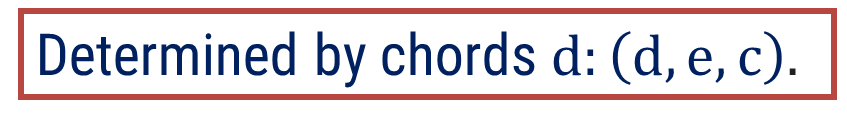 Determined by chords d: (d, e, c).